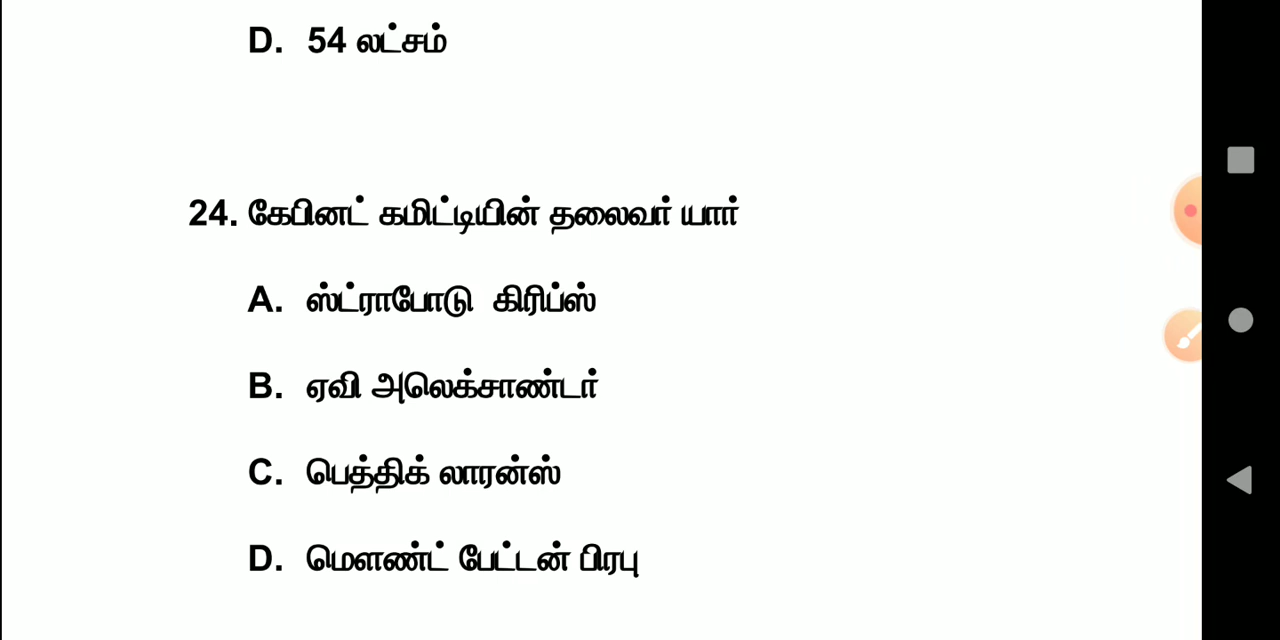 D. 54 லட்சம்
24. கேபினட் கமிட்டியின் தலைவர் யார்
A. ஸ்ட்ராபோடு கிரிப்ஸ்
B. ஏவி அலெக்சாண்டர்
C. பெத்திக் லாரன்ஸ்
D. மௌண்ட் பேட்டன் பிரபு